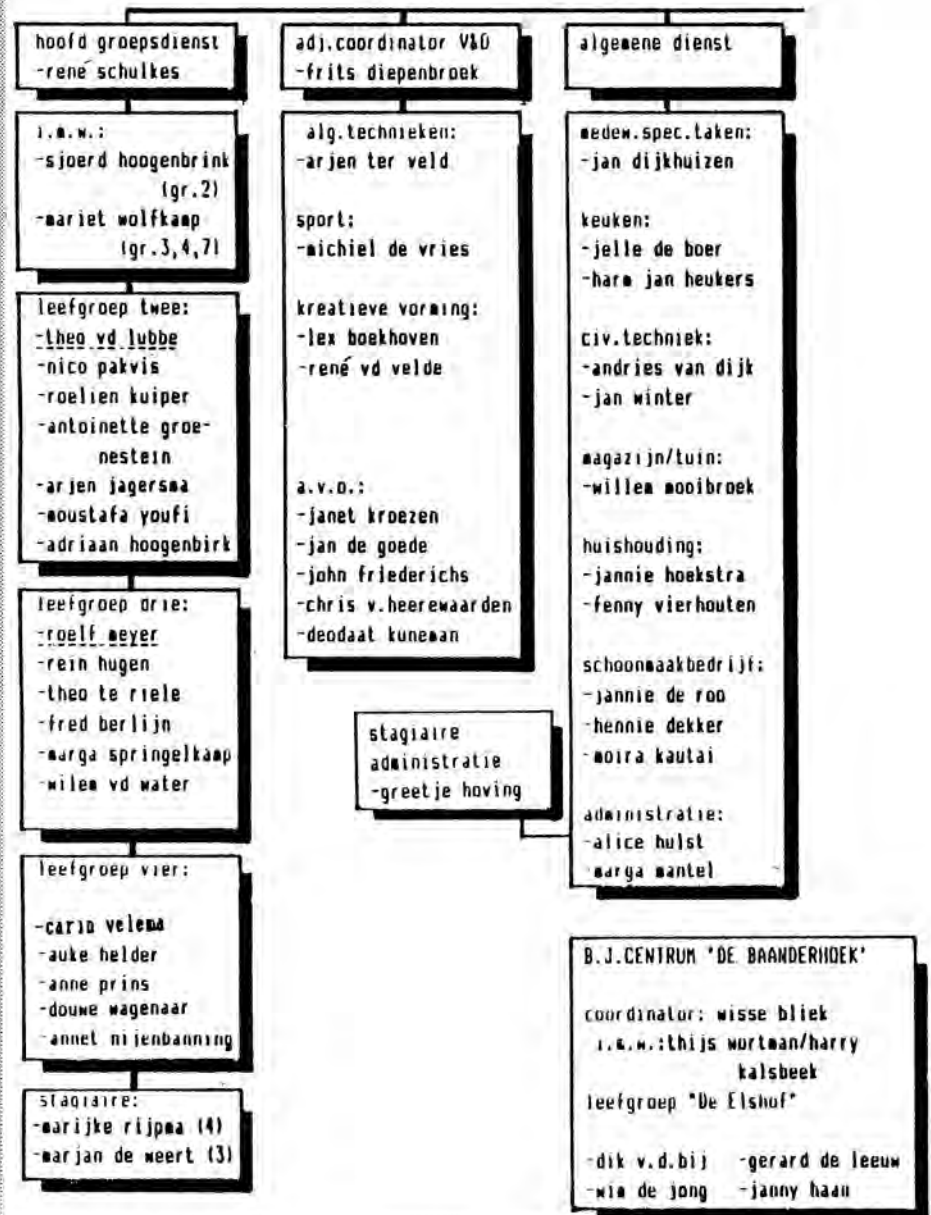 hoofd groepsdienst
-rené schulkes
i.m.w.:
-sjoerd hoogenbrink
(gr.2)
-mariet wolfkamp
(gr.3,4,7)
leefgroep twee:
-theo vd lubbe
-nico pakvis
-roelien kuiper
-antoinette groe-
nestein
-arjen jagersma
-moustafa youfi
-adriaan hoogenbirk
leefgroep drie:
-roelf meyer
-rein hugen
-theo te riele
-fred berlijn
-marga springelkamp
-wilem vd water
leefgroep vier:
-carin velema
-auke helder
-anne prins
-douwe wagenaar
-annet nijenbanning
stagiaire:
-marijke rijpma (4)
-marjan de weert (3)
adj.coordinator V&O
-frits diepenbroek
alg.technieken:
-arjen ter veld
sport:
-michiel de vries
kreatieve vorming:
-lex boekhoven
-rené vd velde
a.v.o.:
-janet kroezen
-jan de goede
-john friederichs
-chris v.heerewaarden
-deodaat kuneman
stagiaire
administratie
-greetje hoving
algemene dienst
medew.spec.taken:
-jan dijkhuizen
keuken:
-jelle de boer
-harm jan heukers
civ.techniek:
-andries van dijk
-jan winter
magazijn/tuin:
-willem mooibroek
huishouding:
-jannie hoekstra
-fenny vierhouten
schoonmaakbedrijf:
-jannie de roo
-hennie dekker
-moira kautai
administratie:
-alice hulst
-marga mantel
B.J.CENTRUM "DE BAANDERHOEK"
coordinator: wisse bliek
i.m.w.:thijs wortman/harry
kalsbeek
leefgroep "De Elshof"
-dik v.d.bij -gerard de leeuw
-wim de jong -janny haan